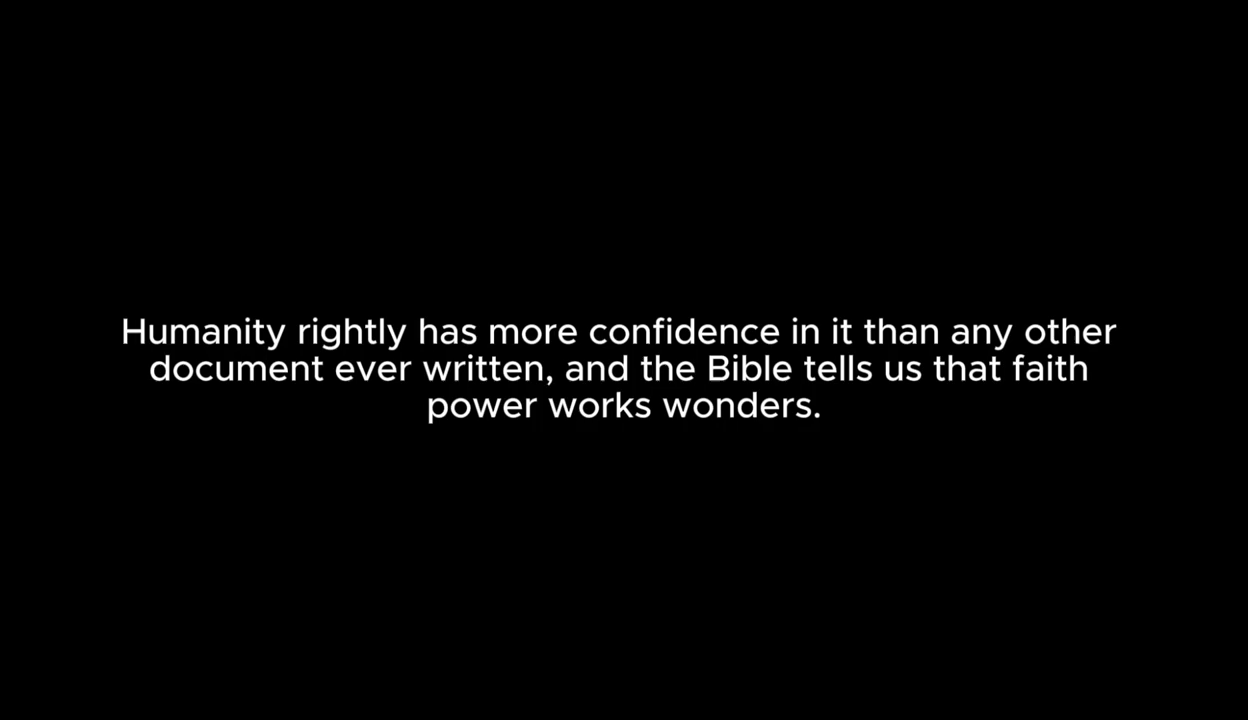 Humanity rightly has more confidence in it than any other
document ever written, and the Bible tells us that faith
power works wonders.